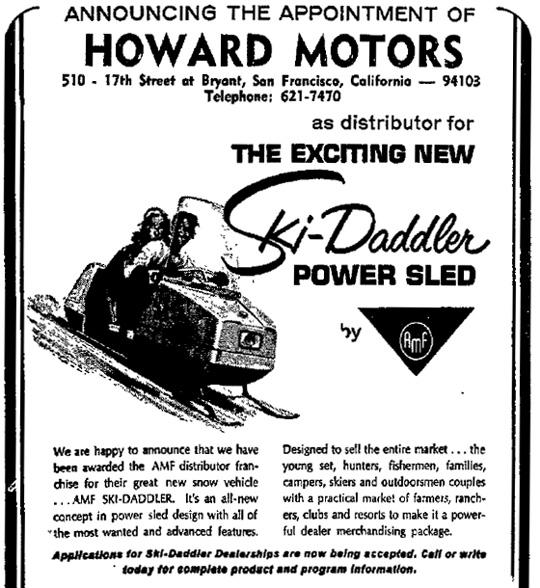 ANNOUNCING THE APPOINTMENT OF
HOWARD MOTORS
510 - 17th Street at Bryant, San Francisco, California — 94103
Telephone: 621-7470
as distributor for
THE EXCITING NEW
Ski-Daddler
POWER SLED
by
AMF
We are happy to announce that we have
been awarded the AMF distributor fran-
chise for their great new snow vehicle
. . . AMF SKI-DADDLER. It's an all-new
concept in power sled design with all of
the most wanted and advanced features.
Designed to sell the entire market . . . the
young set, hunters, fishermen, families,
campers, skiers and outdoorsmen couples
with a practical market of farmers, ranch-
ers, clubs and resorts to make it a power-
ful dealer merchandising package.
Applications for Ski-Daddler Dealerships are now being accepted. Call or write
today for complete product and program information.